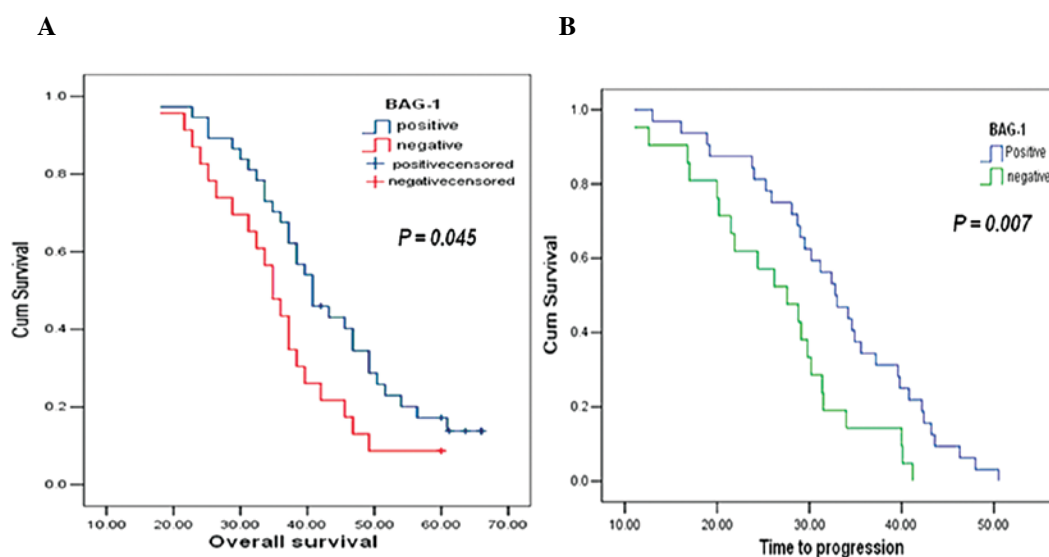 A
1.0
0.8
0.6
0.4
0.2
0.0
Cum Survival
10.00 20.00 30.00 40.00 50.00 60.00 70.00
Overall survival
BAG-1
positive
negative
positivecensored
negativecensored
P = 0.045
B
1.0
0.8
0.6
0.4
0.2
0.0
Cum Survival
10.00 20.00 30.00 40.00 50.00
Time to progression
BAG-1
Positive
negative
P = 0.007